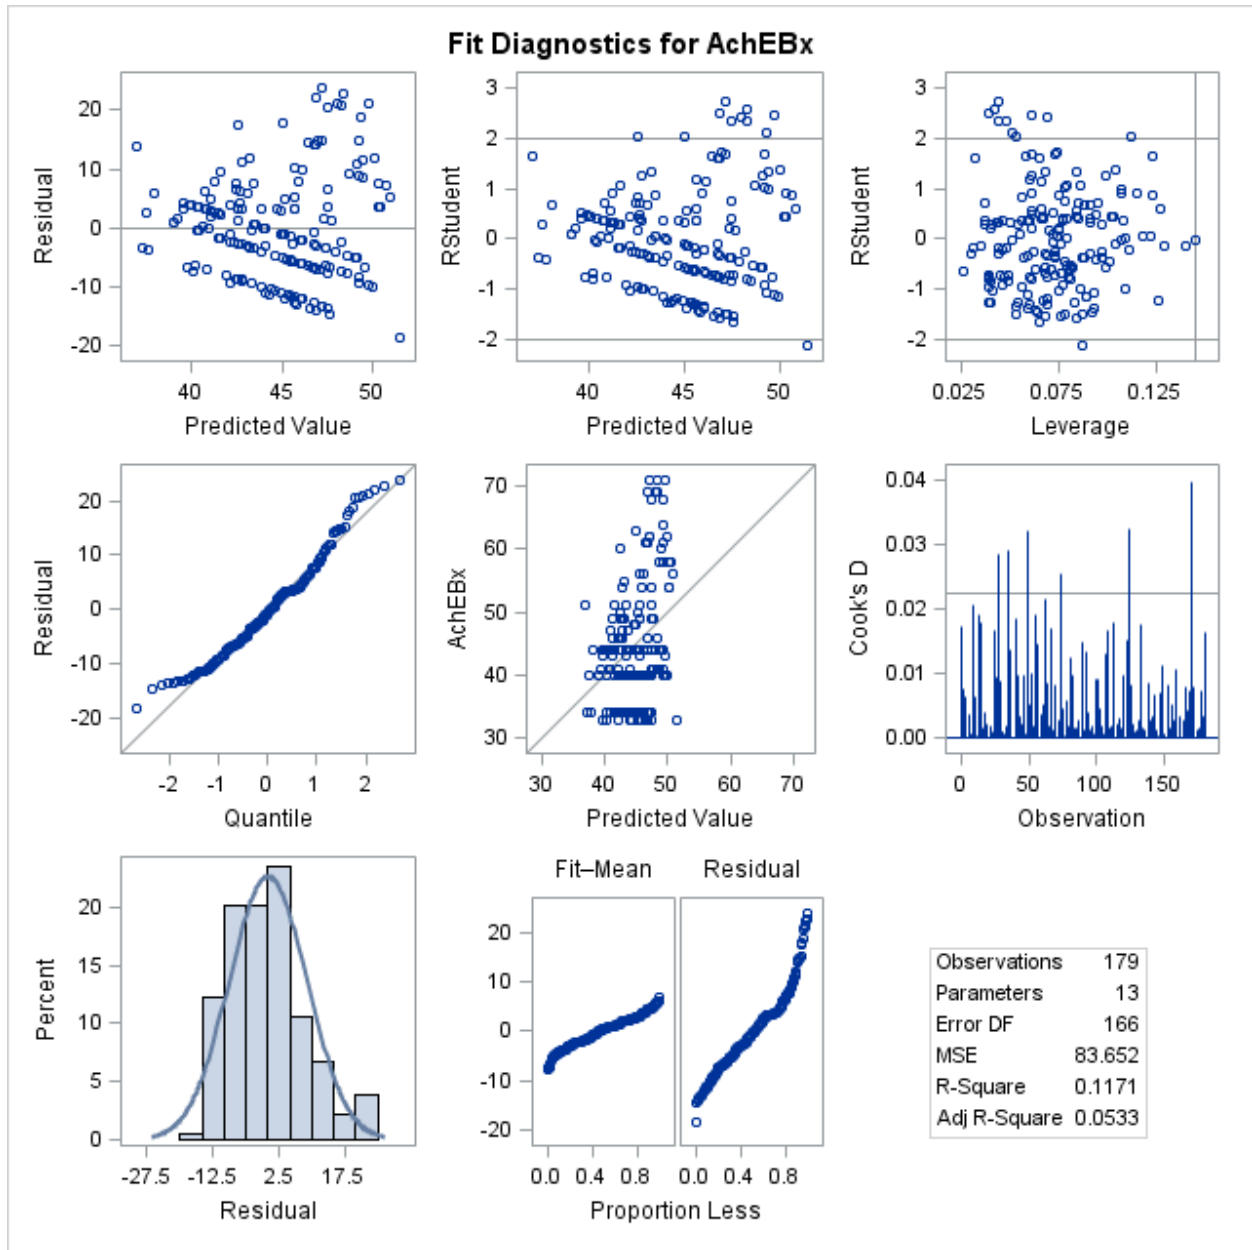 Fit Diagnostics for AchEBx
Residual
20
10
0
-10
-20
40 45 50
Predicted Value
RStudent
3
2
1
0
-1
-2
40 45 50
Predicted Value
RStudent
3
2
1
0
-1
-2
0.025 0.075 0.125
Leverage
Residual
20
10
0
-10
-20
-2 -1 0 1 2
Quantile
AchEBx
70
60
50
40
30
30 40 50 60 70
Predicted Value
Cook's D
0.04
0.03
0.02
0.01
0.00
0 50 100 150
Observation
Percent
20
15
10
5
0
-27.5 -12.5 2.5 17.5
Residual
Fit–Mean Residual
20
10
0
-10
-20
0.0 0.4 0.8 0.0 0.4 0.8
Proportion Less
Observations 179
Parameters 13
Error DF 166
MSE 83.652
R-Square 0.1171
Adj R-Square 0.0533